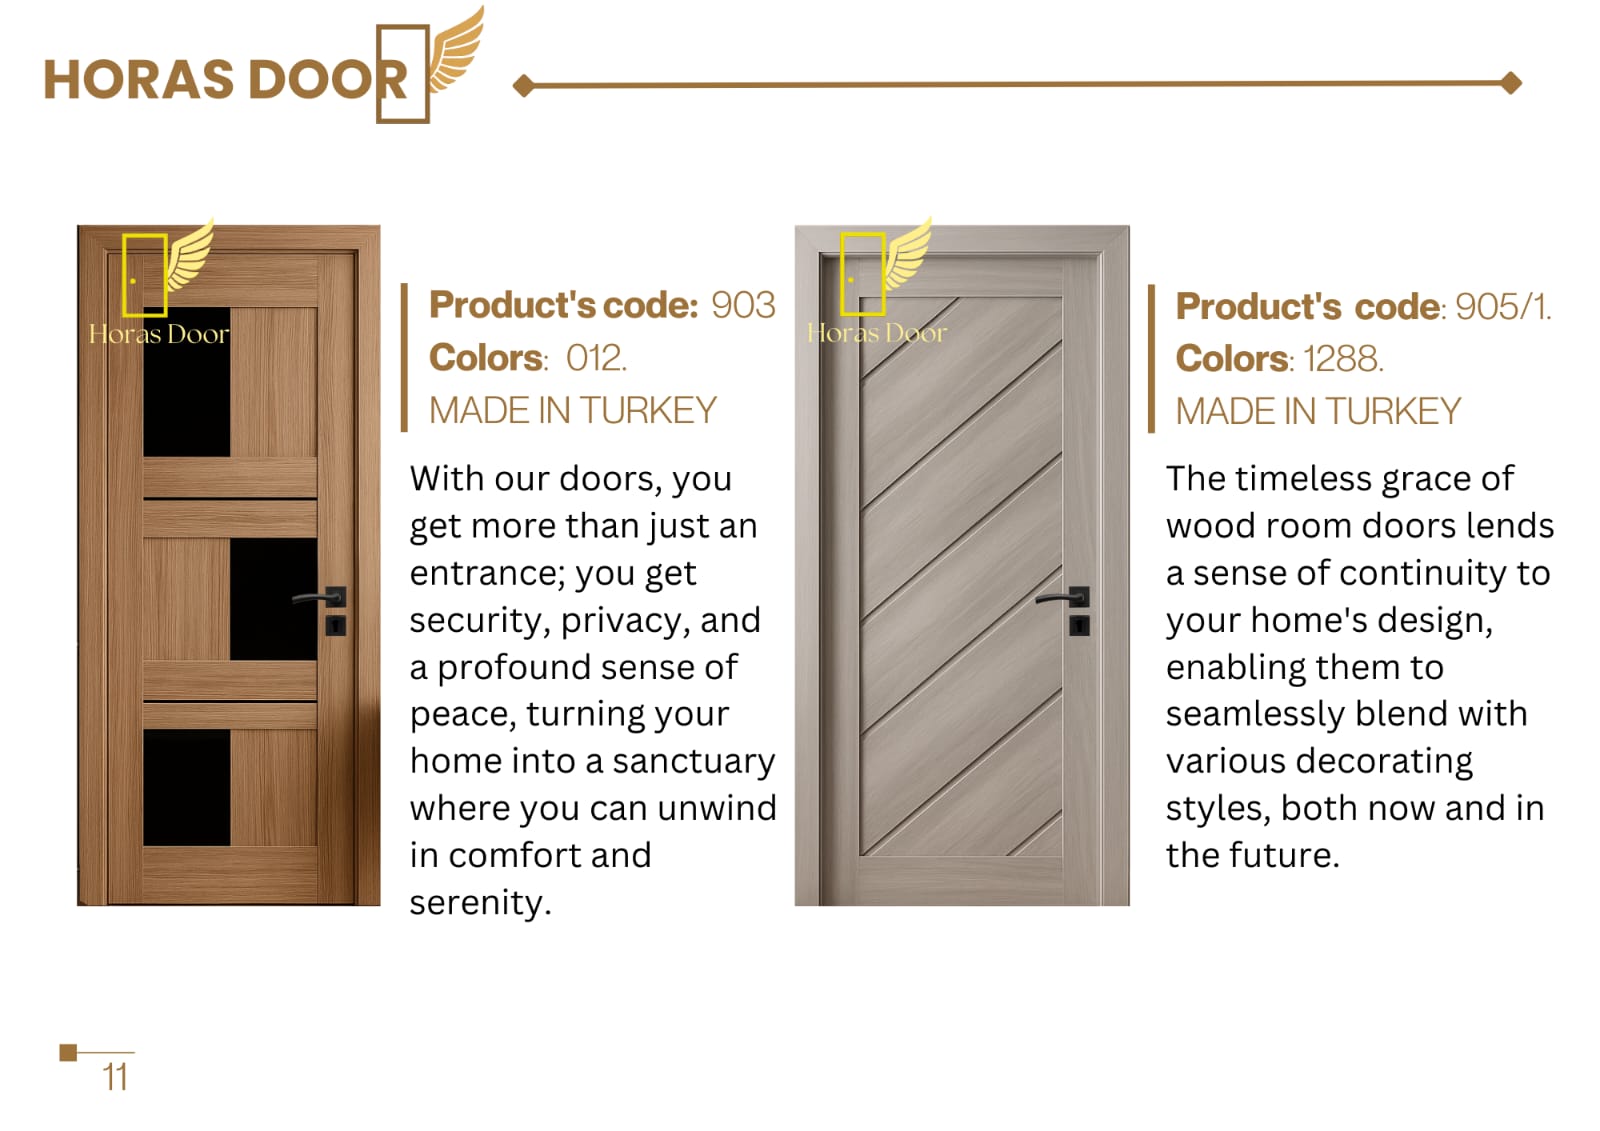 HORAS DOOR
Horas Door
Product's code: 903
Colors: 012.
MADE IN TURKEY
With our doors, you
get more than just an
entrance; you get
security, privacy, and
a profound sense of
peace, turning your
home into a sanctuary
where you can unwind
in comfort and
serenity.
Horas Door
Product's code: 905/1.
Colors: 1288.
MADE IN TURKEY
The timeless grace of
wood room doors lends
a sense of continuity to
your home's design,
enabling them to
seamlessly blend with
various decorating
styles, both now and in
the future.
11